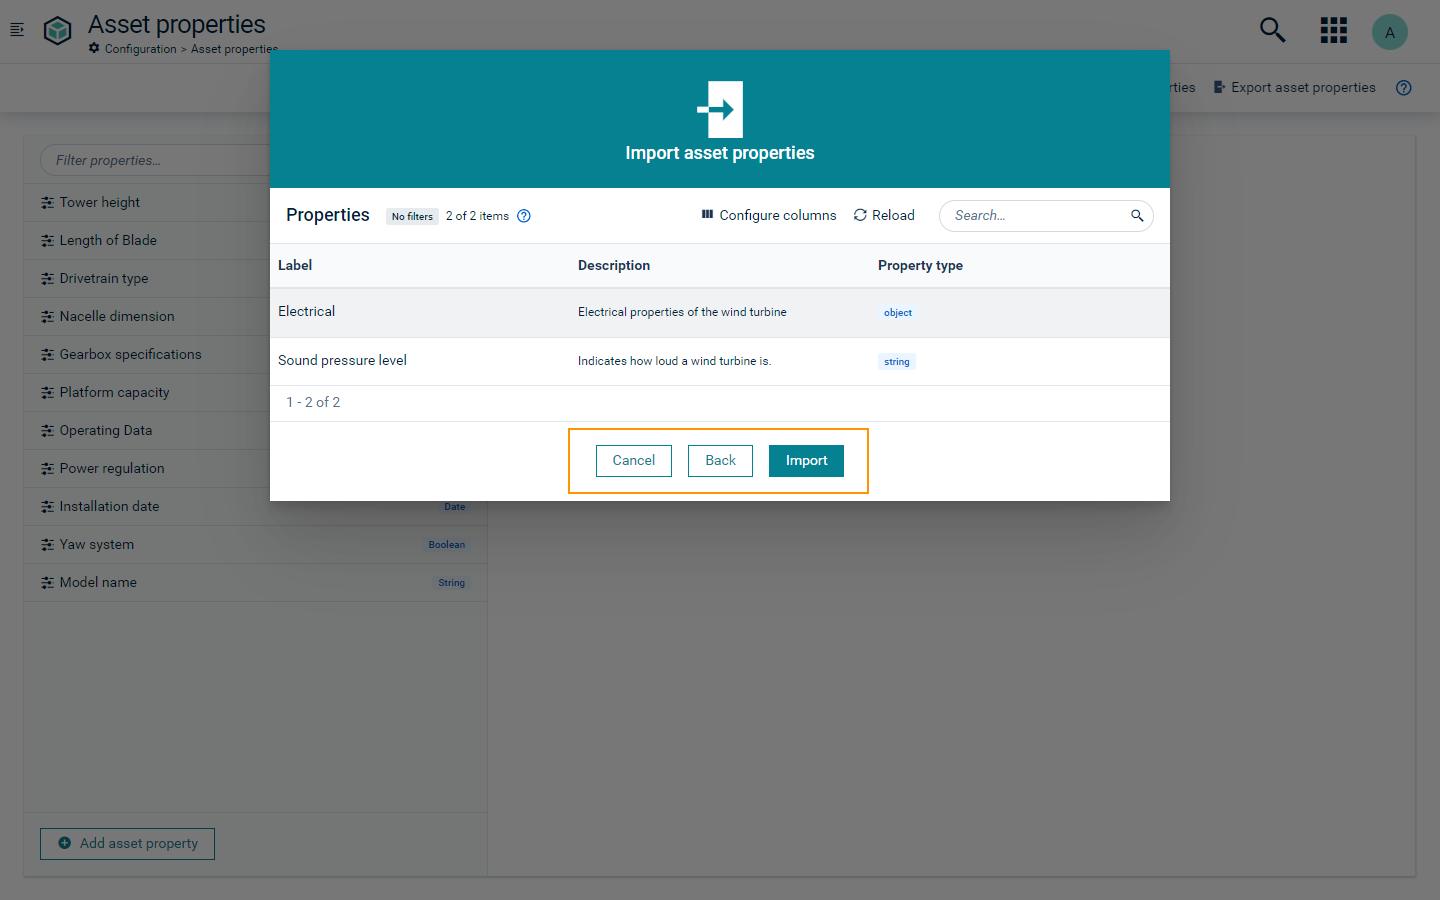 Asset properties
Configuration > Asset properties
A
rties
Export asset properties
Import asset properties
Filter properties...
Properties
No filters
2 of 2 items
Configure columns
Reload
Search...
Label
Description
Property type
Electrical
Electrical properties of the wind turbine
object
Sound pressure level
Indicates how loud a wind turbine is.
string
1 - 2 of 2
Cancel
Back
Import
Tower height
Length of Blade
Drivetrain type
Nacelle dimension
Gearbox specifications
Platform capacity
Operating Data
Power regulation
Installation date
Date
Yaw system
Boolean
Model name
String
Add asset property